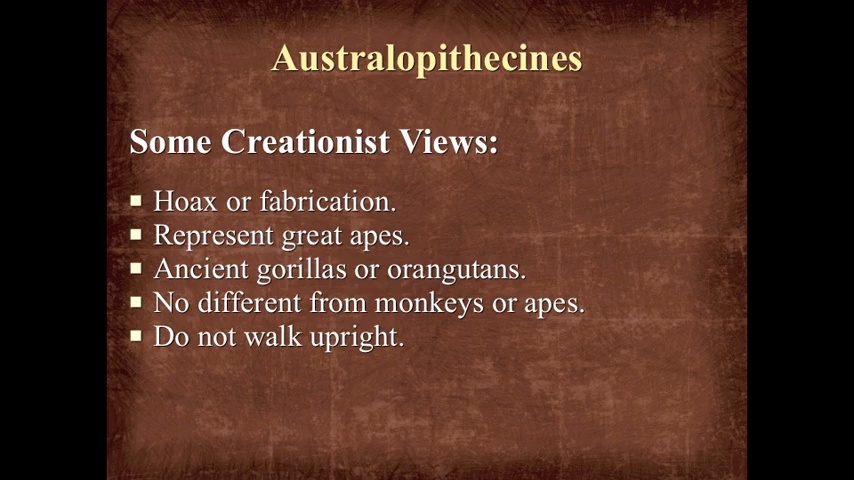 Australopithecines
Some Creationist Views:
Hoax or fabrication.
Represent great apes.
Ancient gorillas or orangutans.
No different from monkeys or apes.
Do not walk upright.